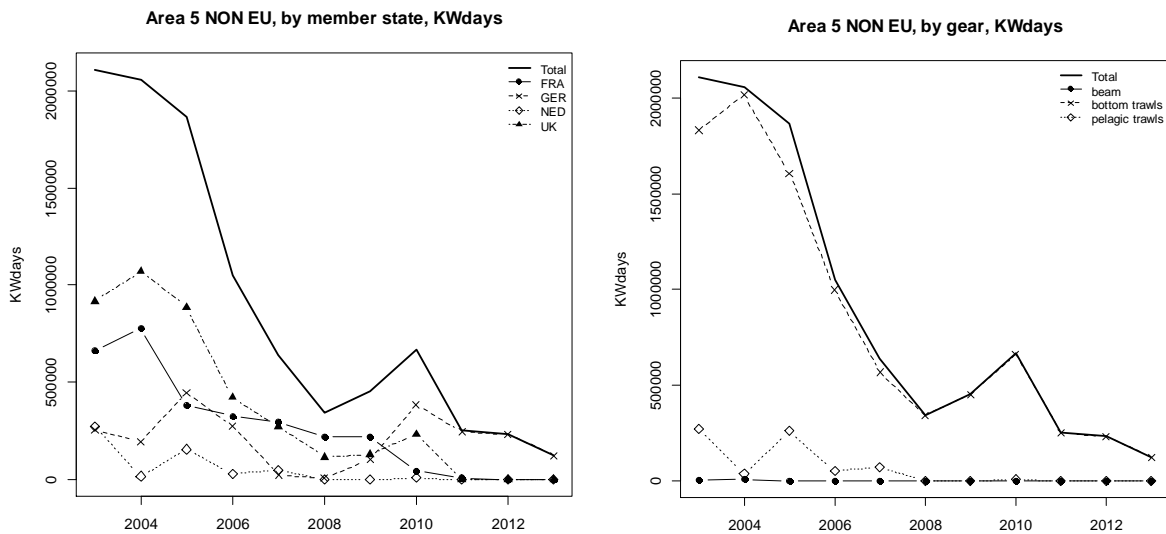 Area 5 NON EU, by member state, KWdays
Total
FRA
GER
NED
UK
KWdays
2000000
1500000
1000000
500000
0
2004 2006 2008 2010 2012
Area 5 NON EU, by gear, KWdays
Total
beam
bottom trawls
pelagic trawls
KWdays
2000000
1500000
1000000
500000
0
2004 2006 2008 2010 2012